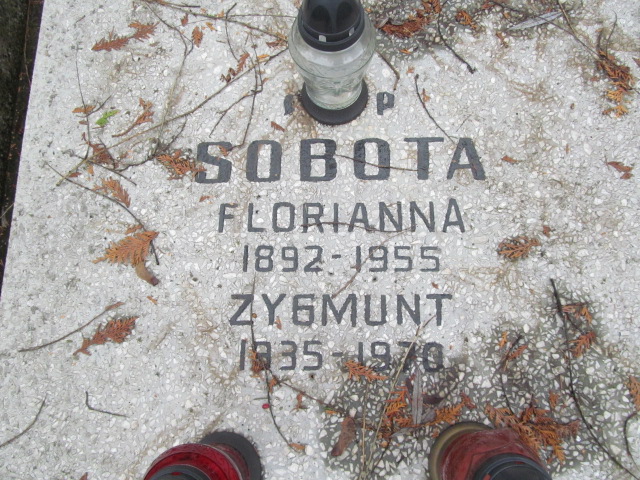 P
SOBOTA
FLORIANNA
1892-1955
ZYGMUNT
1935-1970